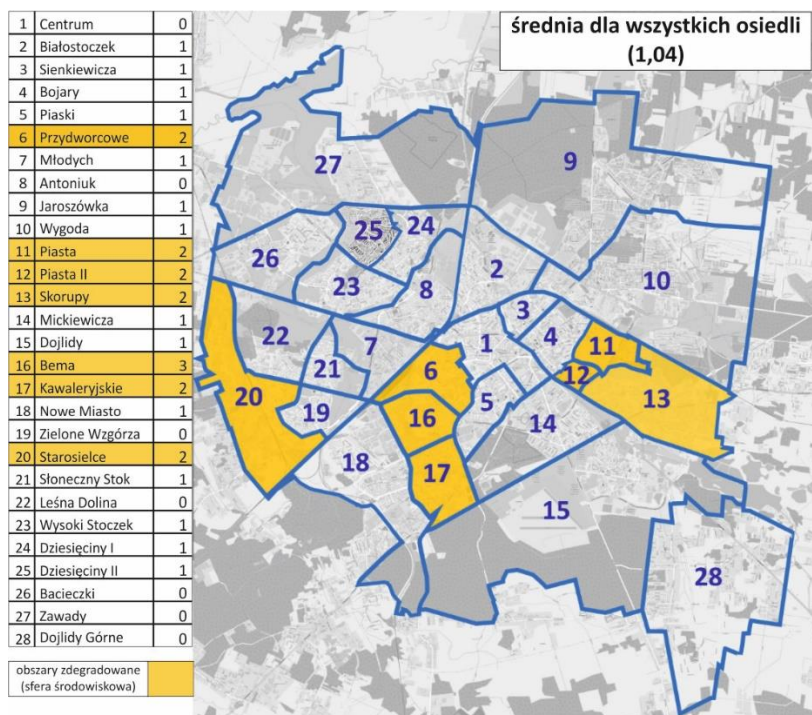 1 Centrum 0
2 Białostoczek 1
3 Sienkiewicza 1
4 Bojary 1
5 Piaski 1
6 Przydworcowe 2
7 Młodych 1
8 Antoniuk 0
9 Jaroszówka 1
10 Wygoda 1
11 Piasta 2
12 Piasta II 2
13 Skorupy 2
14 Mickiewicza 1
15 Dojlidy 1
16 Bema 3
17 Kawaleryjskie 2
18 Nowe Miasto 1
19 Zielone Wzgórza 0
20 Starosielce 2
21 Słoneczny Stok 1
22 Leśna Dolina 0
23 Wysoki Stoczek 1
24 Dziesięciny I 1
25 Dziesięciny II 1
26 Bacieczki 0
27 Zawady 0
28 Dojlidy Górne 0
obszary zdegradowane
(sfera środowiskowa)
średnia dla wszystkich osiedli
(1,04)
27
9
25
24
26
2
10
23
8
22
3
7
1
4
11
21
6
12
20
5
13
19
16
14
18
17
15
28